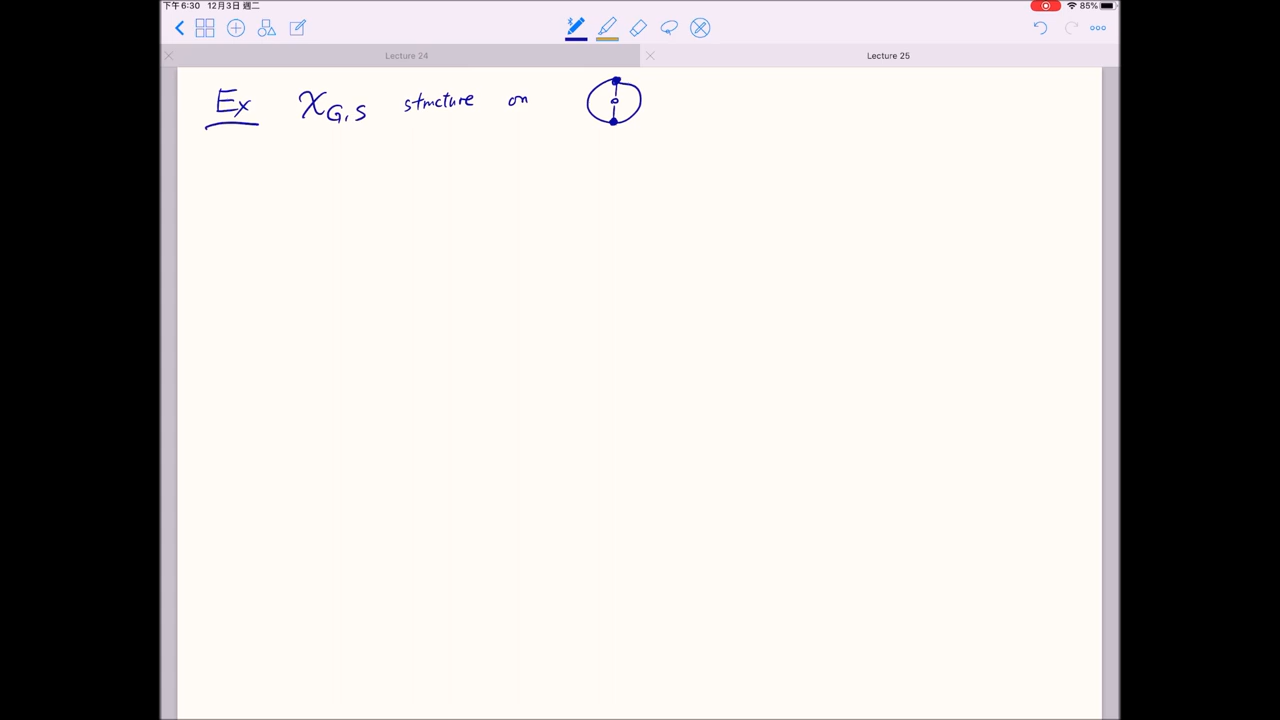 下午6:30 12月3日 週二
85%
Lecture 24
Lecture 25
Ex X_{G,S} structure on